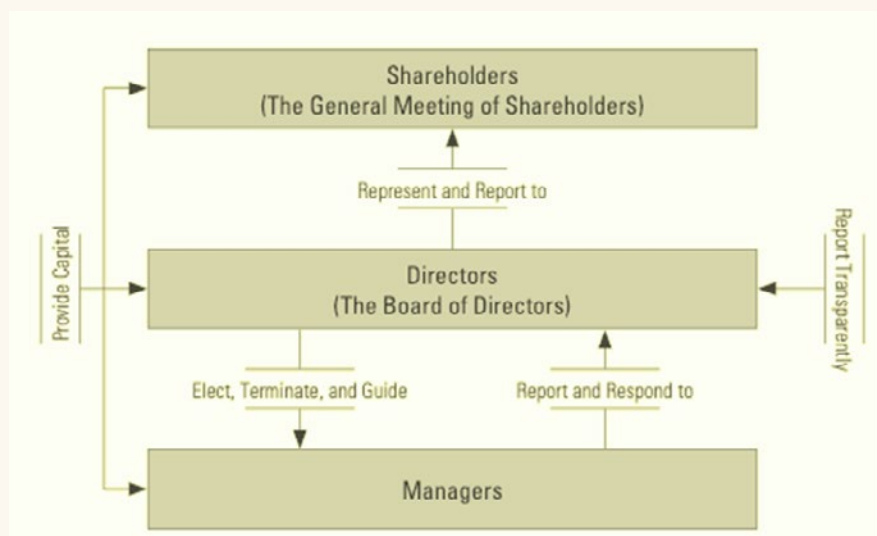 Shareholders
(The General Meeting of Shareholders)
Represent and Report to
Provide Capital
Report Transparently
Directors
(The Board of Directors)
Elect, Terminate, and Guide
Report and Respond to
Managers